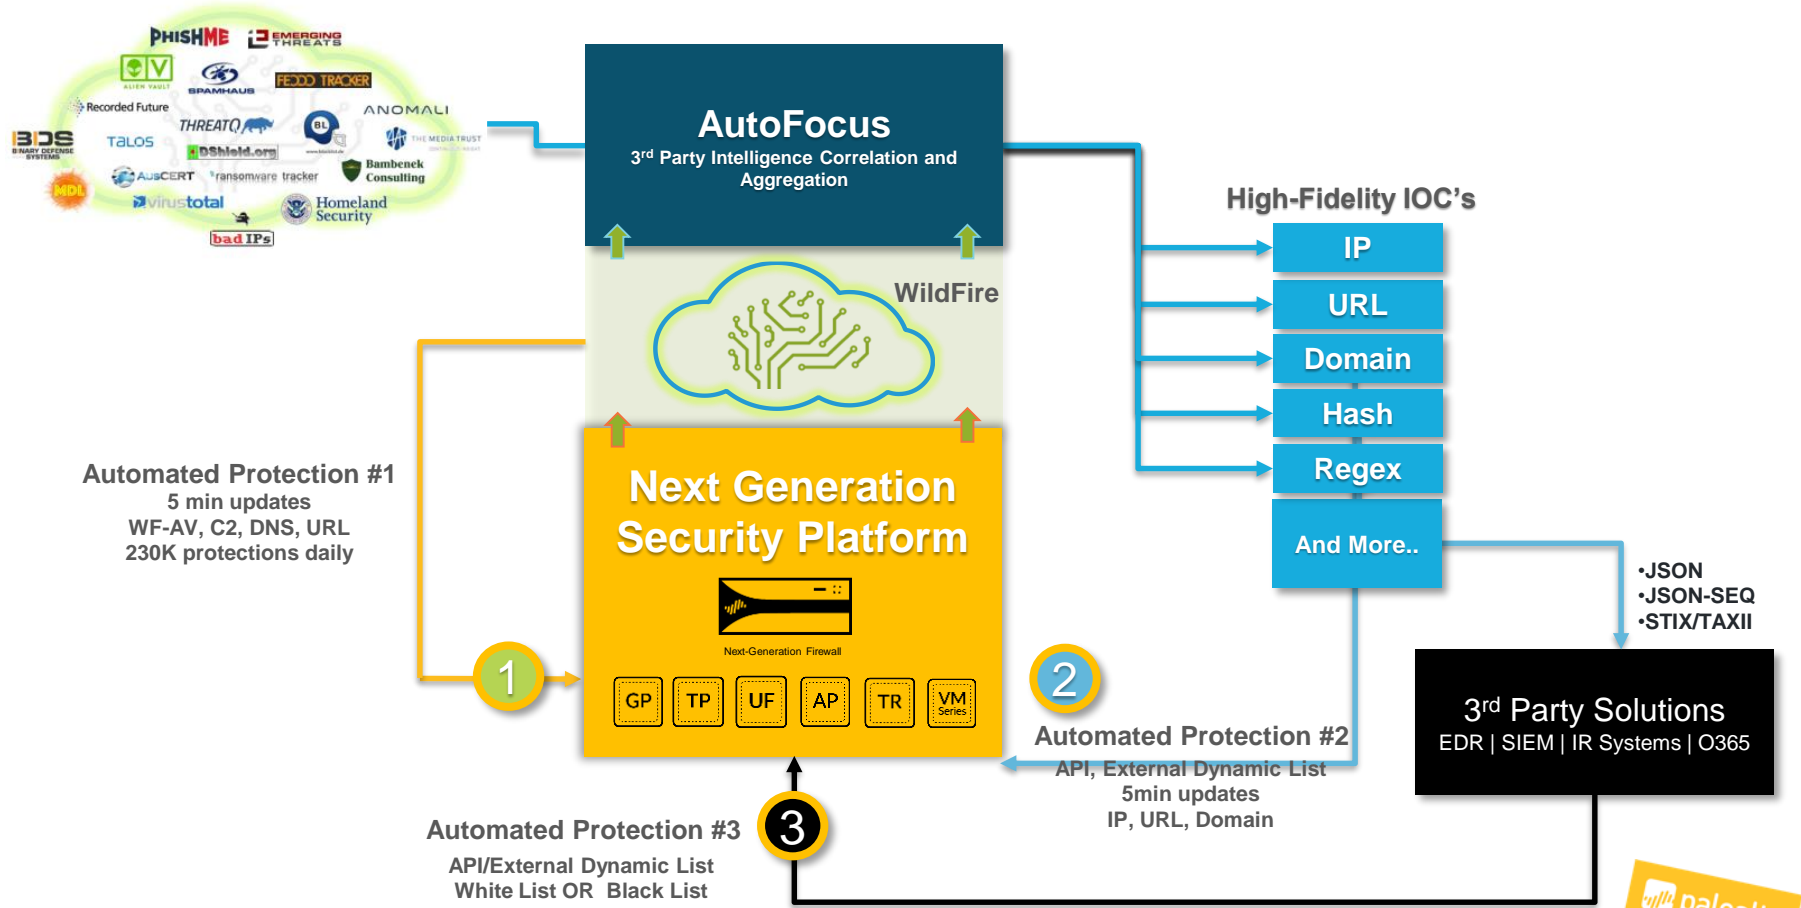 PHISHME
EMERGING
THREATS
ALIEN VAULT
SPAMHAUS
FEODO TRACKER
Recorded Future
ANOMALI
THREATQ
BL
BDS
BINARY DEFENSE
SYSTEMS
TALOS
THE MEDIA TRUST
DShield.org
Bambenek
Consulting
AUSCERT
ransomware tracker
MDL
virustotal
Homeland
Security
bad IPs
AutoFocus
3rd Party Intelligence Correlation and
Aggregation
WildFire
High-Fidelity IOC's
IP
URL
Domain
Hash
Regex
And More..
Automated Protection #1
5 min updates
WF-AV, C2, DNS, URL
230K protections daily
Next Generation
Security Platform
Next-Generation Firewall
GP
TP
UF
AP
TR
VM
Series
1
2
Automated Protection #2
API, External Dynamic List
5min updates
IP, URL, Domain
•JSON
•JSON-SEQ
•STIX/TAXII
3rd Party Solutions
EDR | SIEM | IR Systems | O365
3
Automated Protection #3
API/External Dynamic List
White List OR Black List